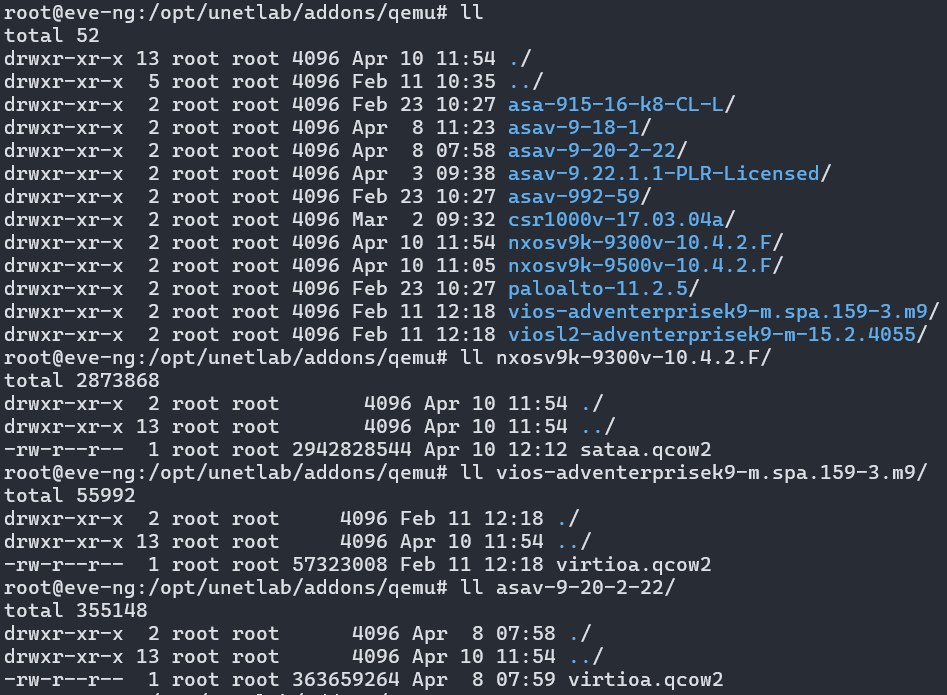 root@eve-ng:/opt/unetlab/addons/qemu# ll
total 52
drwxr-xr-x 13 root root 4096 Apr 10 11:54 ./
drwxr-xr-x  5 root root 4096 Feb 11 10:35 ../
drwxr-xr-x  2 root root 4096 Feb 23 10:27 asa-915-16-k8-CL-L/
drwxr-xr-x  2 root root 4096 Apr  8 11:23 asav-9-18-1/
drwxr-xr-x  2 root root 4096 Apr  8 07:58 asav-9-20-2-22/
drwxr-xr-x  2 root root 4096 Apr  3 09:38 asav-9.22.1.1-PLR-Licensed/
drwxr-xr-x  2 root root 4096 Feb 23 10:27 asav-992-59/
drwxr-xr-x  2 root root 4096 Mar  2 09:32 csr1000v-17.03.04a/
drwxr-xr-x  2 root root 4096 Apr 10 11:54 nxosv9k-9300v-10.4.2.F/
drwxr-xr-x  2 root root 4096 Apr 10 11:05 nxosv9k-9500v-10.4.2.F/
drwxr-xr-x  2 root root 4096 Feb 23 10:27 paloalto-11.2.5/
drwxr-xr-x  2 root root 4096 Feb 11 12:18 vios-adventerprisek9-m.spa.159-3.m9/
drwxr-xr-x  2 root root 4096 Feb 11 12:18 viosl2-adventerprisek9-m-15.2.4055/
root@eve-ng:/opt/unetlab/addons/qemu# ll nxosv9k-9300v-10.4.2.F/
total 2873868
drwxr-xr-x  2 root root       4096 Apr 10 11:54 ./
drwxr-xr-x 13 root root       4096 Apr 10 11:54 ../
-rw-r--r--  1 root root 2942828544 Apr 10 12:12 sataa.qcow2
root@eve-ng:/opt/unetlab/addons/qemu# ll vios-adventerprisek9-m.spa.159-3.m9/
total 55992
drwxr-xr-x  2 root root     4096 Feb 11 12:18 ./
drwxr-xr-x 13 root root     4096 Apr 10 11:54 ../
-rw-r--r--  1 root root 57323008 Feb 11 12:18 virtioa.qcow2
root@eve-ng:/opt/unetlab/addons/qemu# ll asav-9-20-2-22/
total 355148
drwxr-xr-x  2 root root      4096 Apr  8 07:58 ./
drwxr-xr-x 13 root root      4096 Apr 10 11:54 ../
-rw-r--r--  1 root root 363659264 Apr  8 07:59 virtioa.qcow2